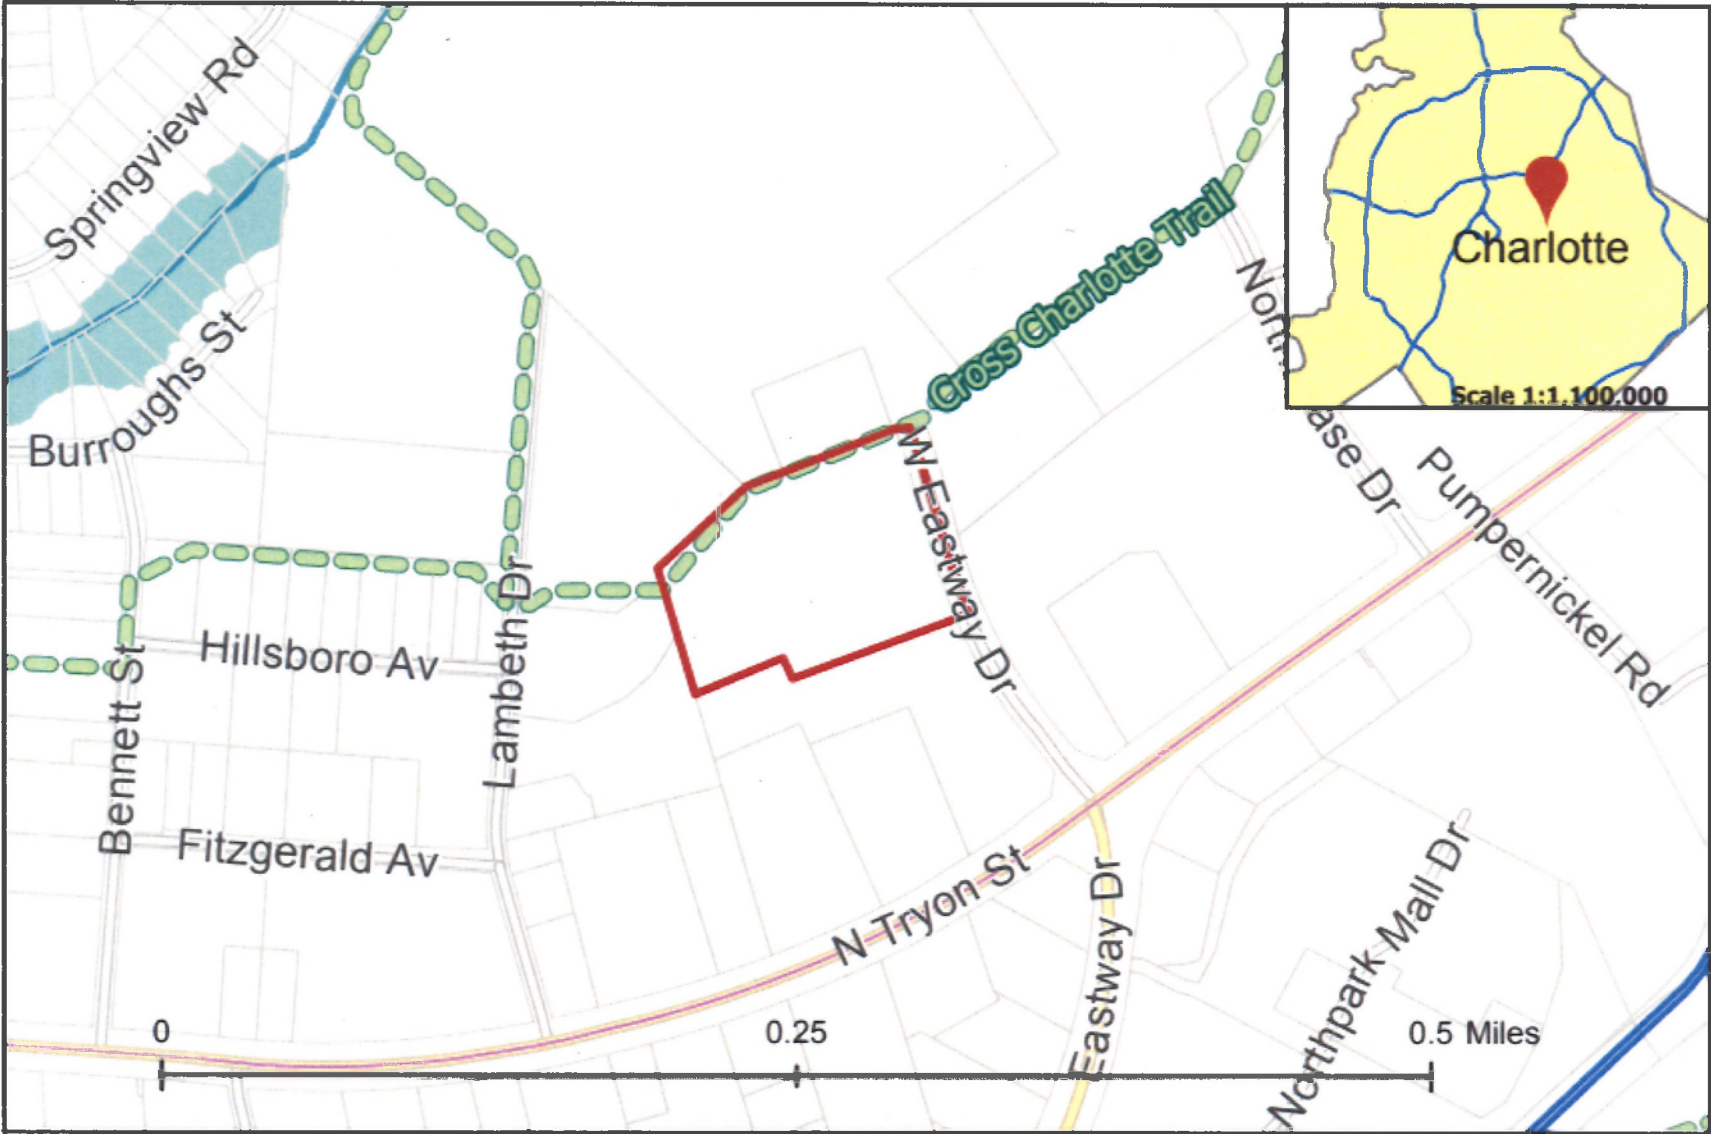 Springview Rd
Burroughs St
Cross Charlotte Trail
Charlotte
Scale 1:1,100,000
W Eastway Dr
Pumpernickel Rd
Hillsboro Av
Lambeth Dr
Bennett St
Fitzgerald Av
N Tryon St
Eastway Dr
Northpark Mall Dr
0
0.25
0.5 Miles